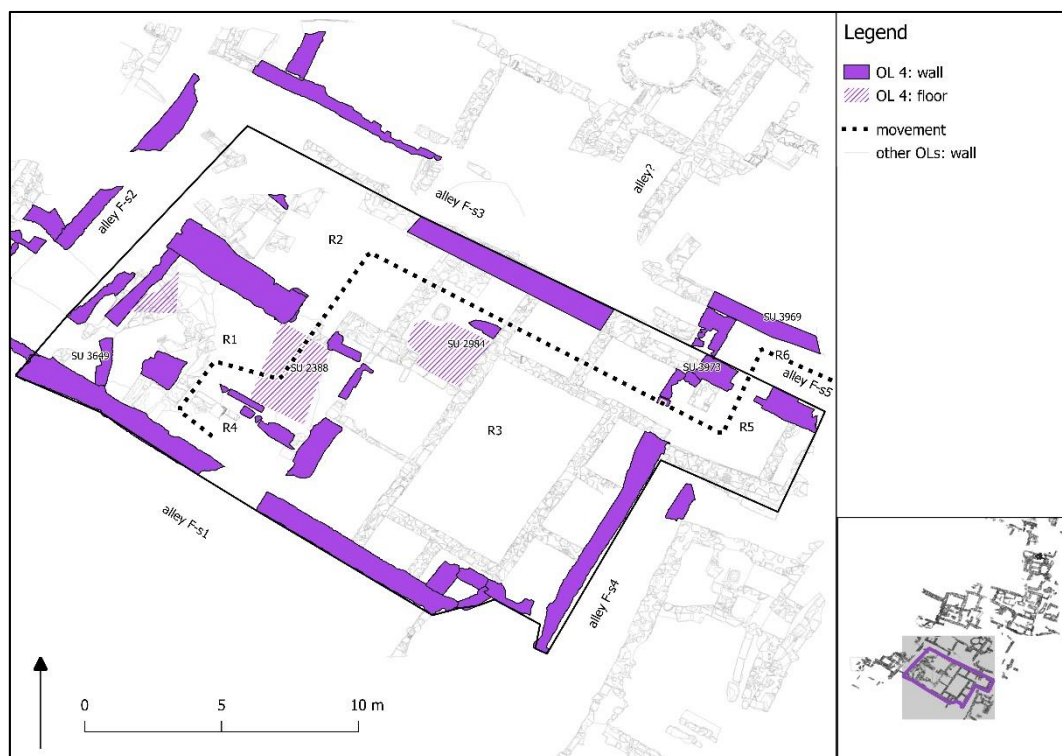 Legend
OL 4: wall
OL 4: floor
movement
other OLs: wall
alley F-s2
alley F-s3
alley?
R2
SU 3969
SU 2984
R1
SU 3649
SU 2388
R6
alley F-s5
SU 3973
R4
R3
R5
alley F-s1
alley F-s4
0 5 10 m